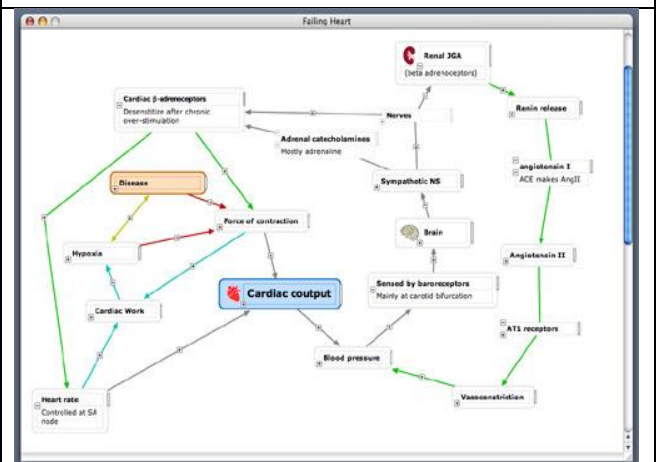 Failing Heart
Renal JGA
(beta adrenoceptors)
Cardiac β-adrenoceptors
Desensitize after chronic
over-stimulation
Nerves
Renin release
Adrenal catecholamines
Mostly adrenaline
angiotensin I
ACE makes AngII
Disease
Sympathetic NS
Force of contraction
Brain
Hypoxia
Angiotensin II
Sensed by baroreceptors
Mainly at carotid bifurcation
Cardiac coutput
Cardiac Work
AT1 receptors
Blood pressure
Heart rate
Controlled at SA
node
Vasoconstriction